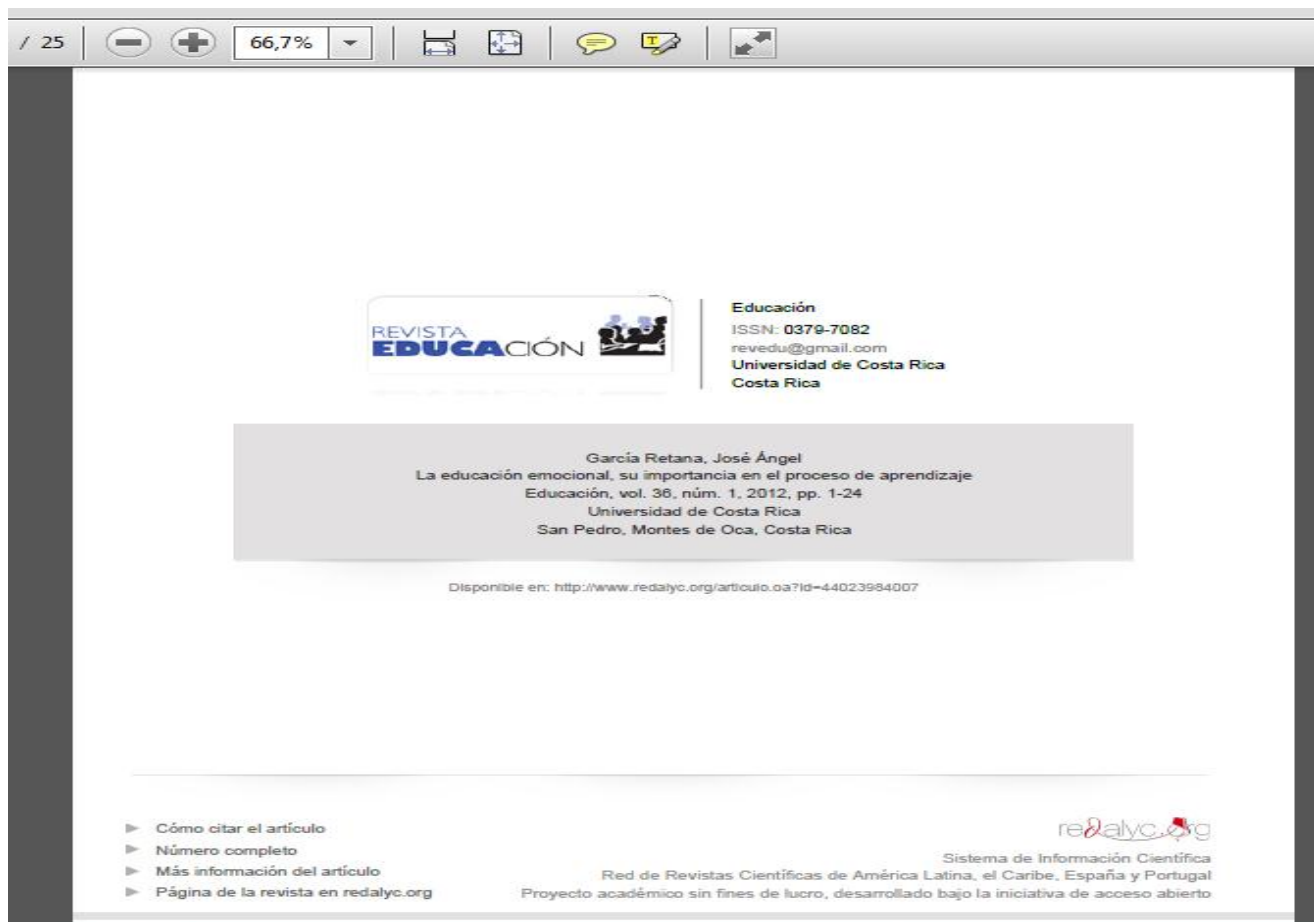 / 25
66,7%
REVISTA
EDUCACIÓN
Educación
ISSN: 0379-7082
revedu@gmail.com
Universidad de Costa Rica
Costa Rica
García Retana, José Ángel
La educación emocional, su importancia en el proceso de aprendizaje
Educación, vol. 36, núm. 1, 2012, pp. 1-24
Universidad de Costa Rica
San Pedro, Montes de Oca, Costa Rica
Disponible en: http://www.redalyc.org/articulo.oa?id=44023984007
Cómo citar el artículo
Número completo
Más información del artículo
Página de la revista en redalyc.org
redalyc.org
Sistema de Información Científica
Red de Revistas Científicas de América Latina, el Caribe, España y Portugal
Proyecto académico sin fines de lucro, desarrollado bajo la iniciativa de acceso abierto